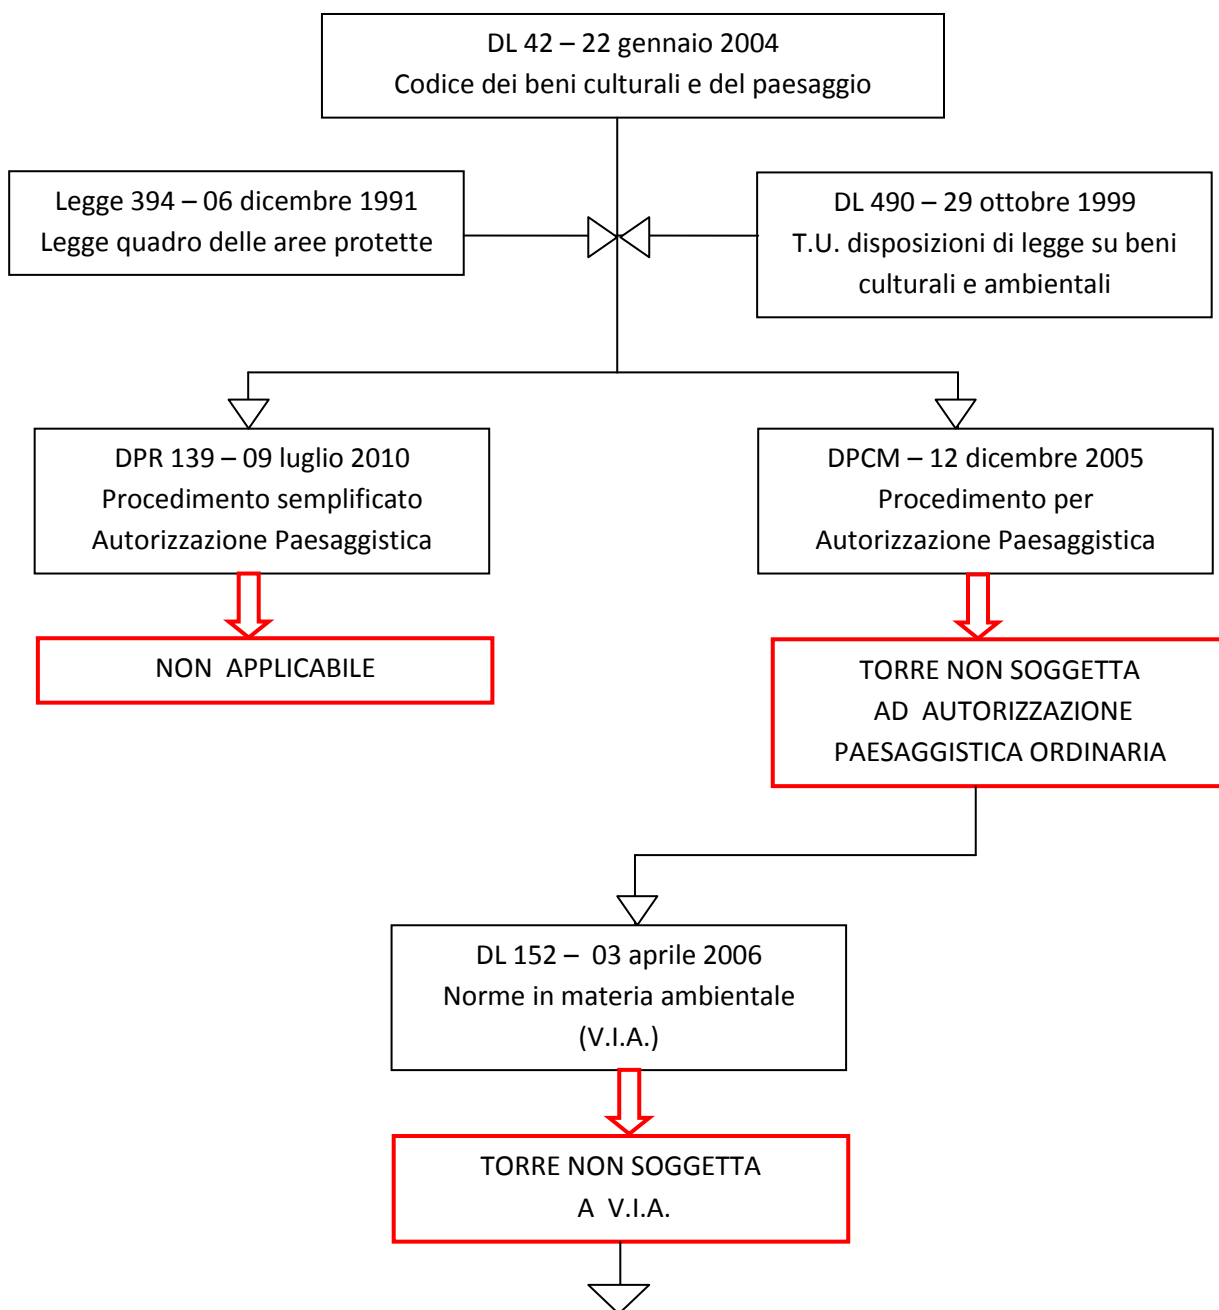 DL 42 – 22 gennaio 2004
Codice dei beni culturali e del paesaggio
Legge 394 – 06 dicembre 1991
Legge quadro delle aree protette
DL 490 – 29 ottobre 1999
T.U. disposizioni di legge su beni
culturali e ambientali
DPR 139 – 09 luglio 2010
Procedimento semplificato
Autorizzazione Paesaggistica
DPCM – 12 dicembre 2005
Procedimento per
Autorizzazione Paesaggistica
NON APPLICABILE
TORRE NON SOGGETTA
AD AUTORIZZAZIONE
PAESAGGISTICA ORDINARIA
DL 152 – 03 aprile 2006
Norme in materia ambientale
(V.I.A.)
TORRE NON SOGGETTA
A V.I.A.